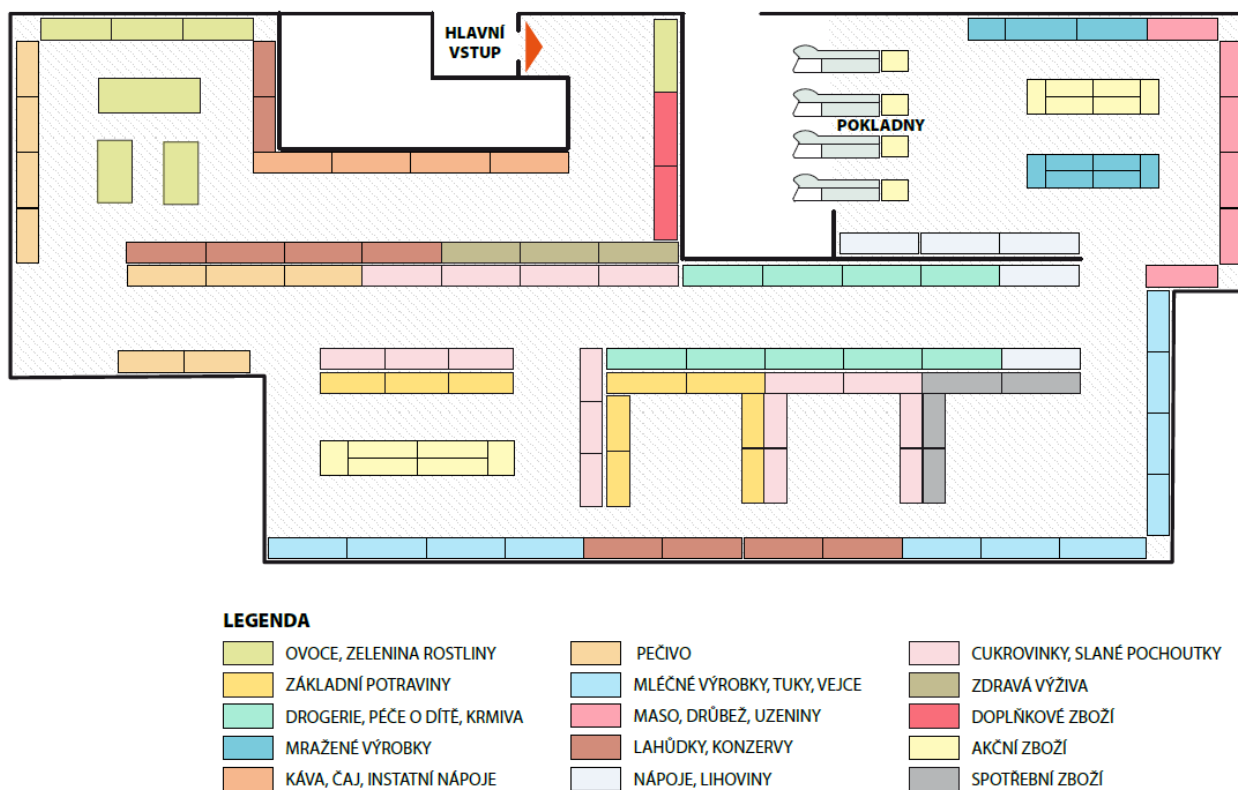 HLAVNÍ
VSTUP
POKLADNY
LEGENDA
OVOCE, ZELENINA ROSTLINY
ZÁKLADNÍ POTRAVINY
DROGERIE, PÉČE O DÍTĚ, KRMIVA
MRAŽENÉ VÝROBKY
KÁVA, ČAJ, INSTATNÍ NÁPOJE
PEČIVO
MLÉČNÉ VÝROBKY, TUKY, VEJCE
MASO, DRŮBEŽ, UZENINY
LAHŮDKY, KONZERVY
NÁPOJE, LIHOVINY
CUKROVINKY, SLANÉ POCHOUTKY
ZDRAVÁ VÝŽIVA
DOPLŇKOVÉ ZBOŽÍ
AKČNÍ ZBOŽÍ
SPOTŘEBNÍ ZBOŽÍ